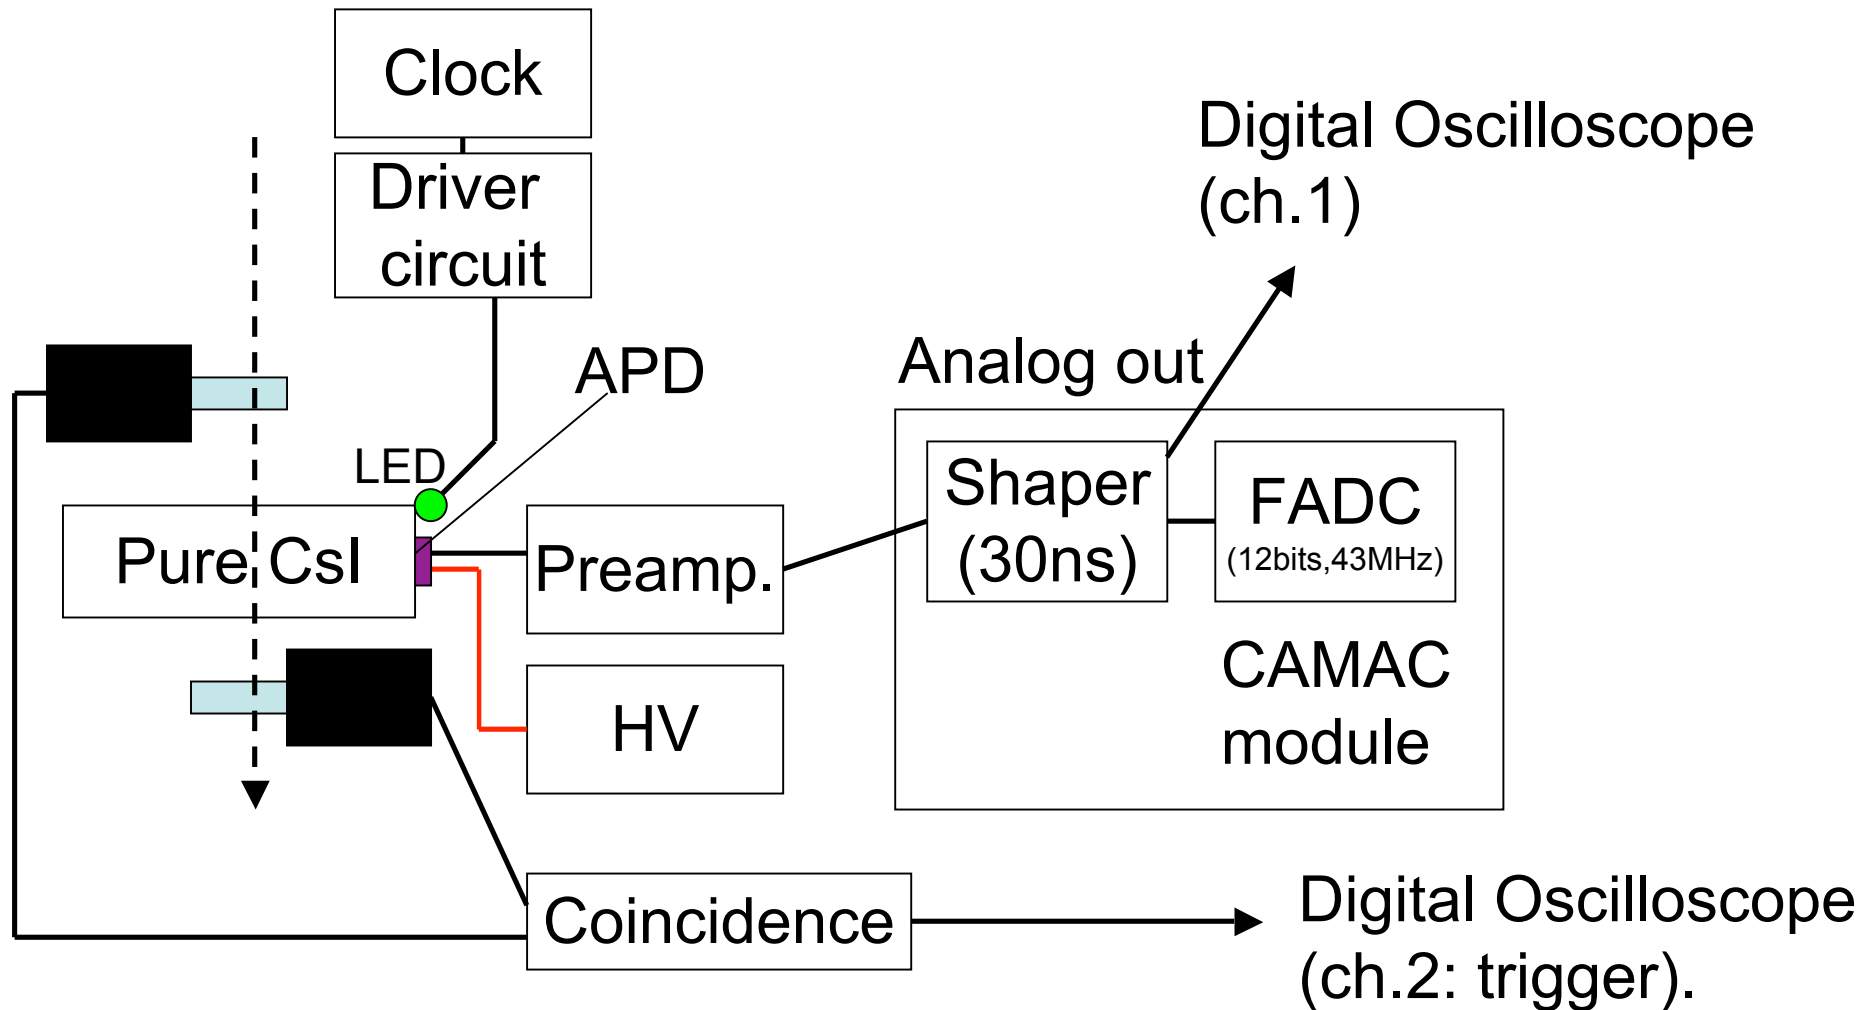 Clock
Driver
circuit
Digital Oscilloscope
(ch.1)
APD
Analog out
LED
Pure CsI
Preamp.
Shaper
(30ns)
FADC
(12bits,43MHz)
CAMAC
module
HV
Coincidence
Digital Oscilloscope
(ch.2: trigger).